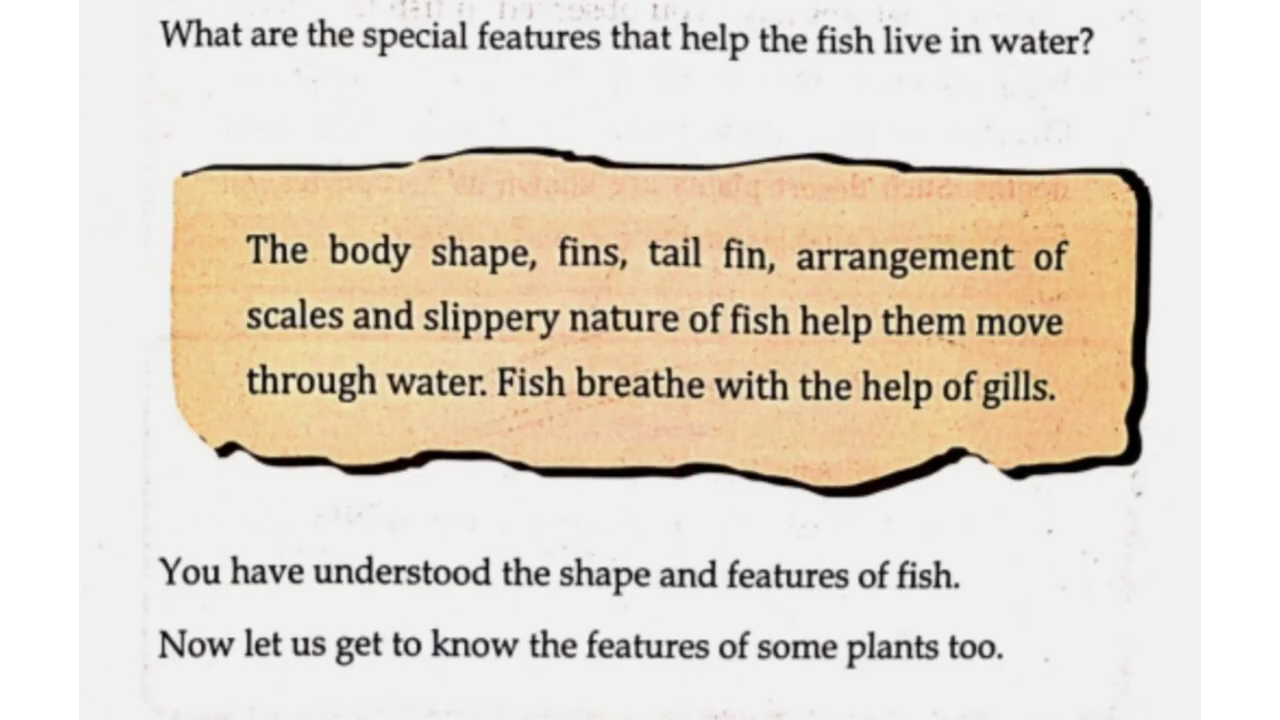 What are the special features that help the fish live in water?
The body shape, fins, tail fin, arrangement of
scales and slippery nature of fish help them move
through water. Fish breathe with the help of gills.
You have understood the shape and features of fish.
Now let us get to know the features of some plants too.